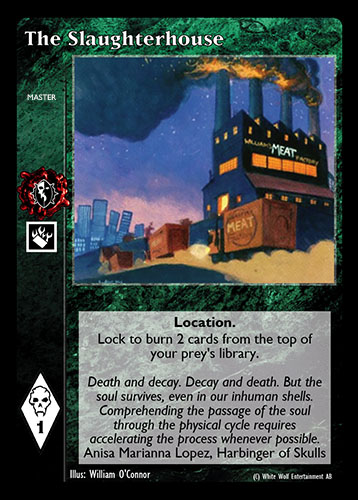 The Slaughterhouse
MASTER
WILLIAM'S
MEAT
FACTORY
MEAT
Location.
Lock to burn 2 cards from the top of
your prey's library.
Death and decay. Decay and death. But the
soul survives, even in our inhuman shells.
Comprehending the passage of the soul
through the physical cycle requires
accelerating the process whenever possible.
Anisa Marianna Lopez, Harbinger of Skulls
1
Illus: William O'Connor
(C) White Wolf Entertainment AB